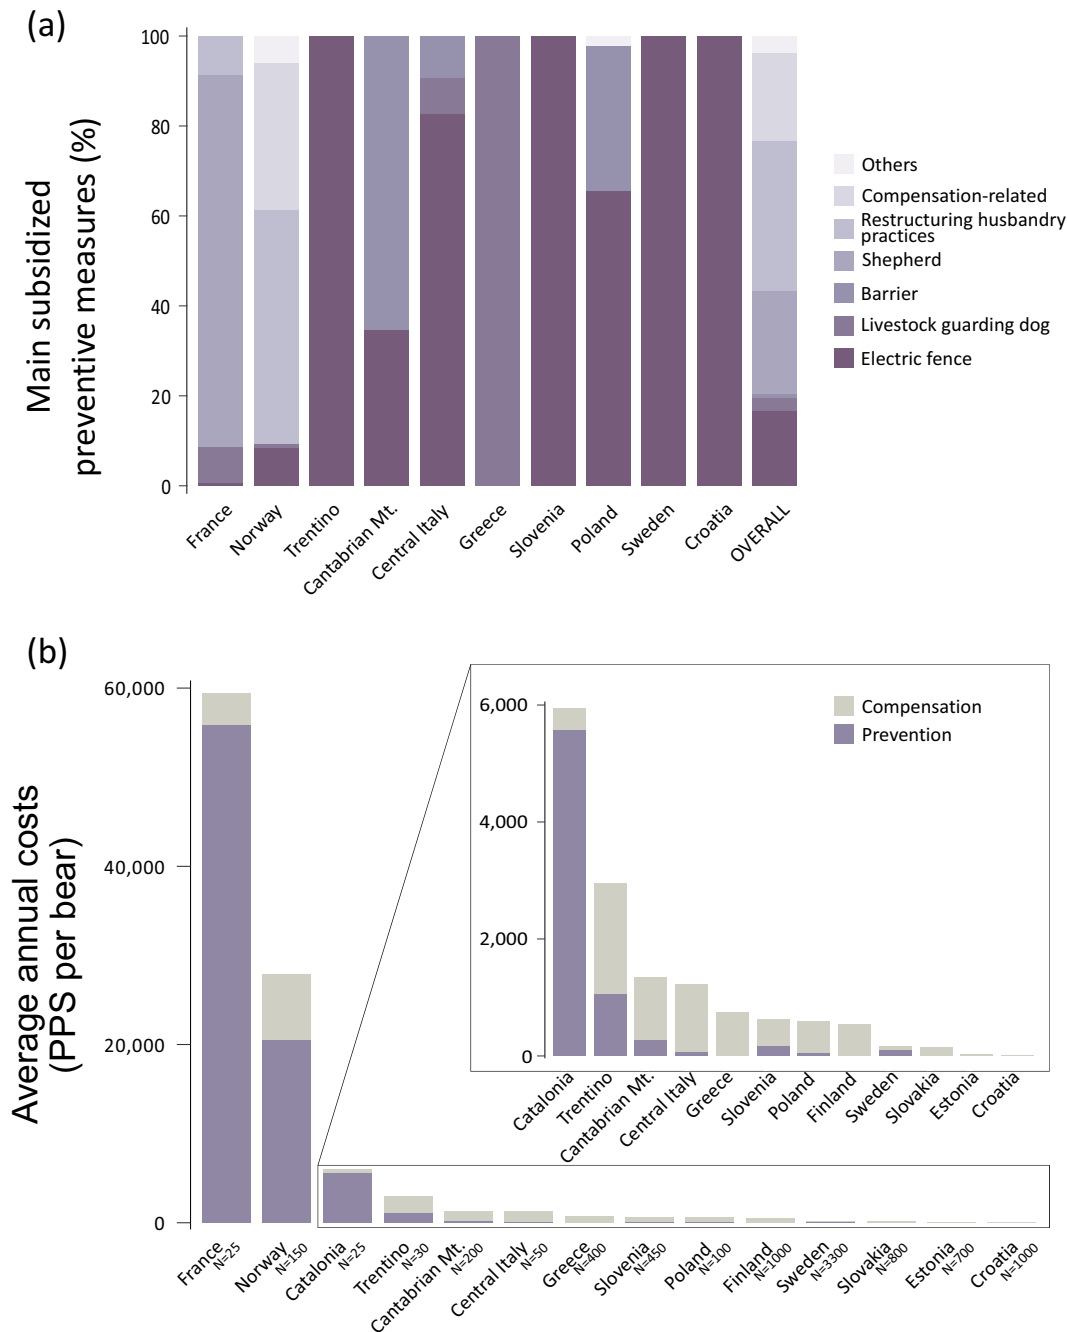 (a)
Main subsidized
preventive measures (%)
100
80
60
40
20
0
France
Norway
Trentino
Cantabrian Mt.
Central Italy
Greece
Slovenia
Poland
Sweden
Croatia
OVERALL
Others
Compensation-related
Restructuring husbandry
practices
Shepherd
Barrier
Livestock guarding dog
Electric fence
(b)
Average annual costs
(PPS per bear)
60,000
40,000
20,000
0
6,000
4,000
2,000
0
Compensation
Prevention
Catalonia
Trentino
Cantabrian Mt.
Central Italy
Greece
Slovenia
Poland
Finland
Sweden
Slovakia
Estonia
Croatia
France
N=25
Norway
N=150
Catalonia
N=25
Trentino
N=30
Cantabrian Mt.
N=200
Central Italy
N=50
Greece
N=400
Slovenia
N=450
Poland
N=100
Finland
N=1000
Sweden
N=3300
Slovakia
N=800
Estonia
N=700
Croatia
N=1000